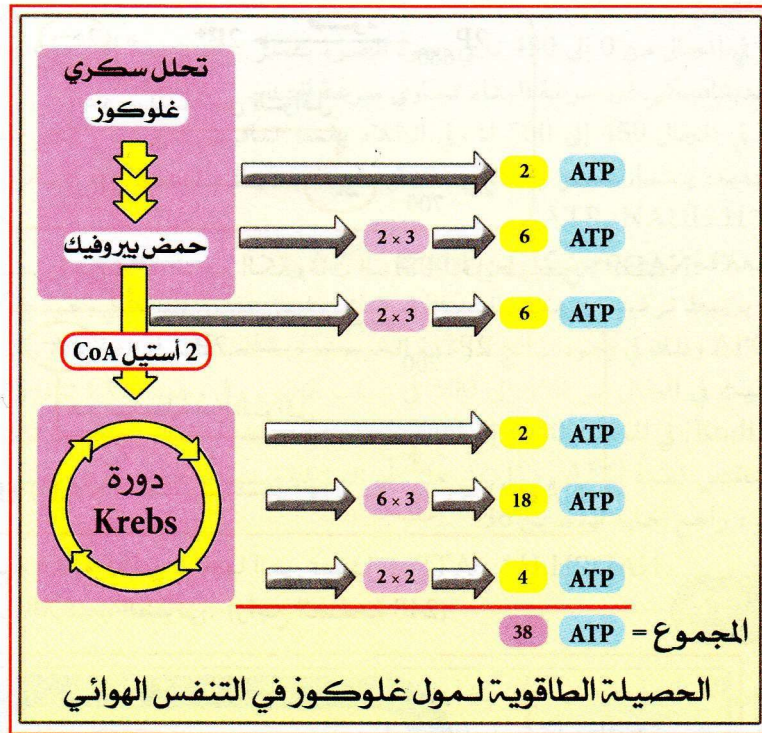 تحلل سكري
غلوكوز
2 ATP
حمض بيروفيك
2 × 3 6 ATP
2 × 3 6 ATP
2 أستيل CoA
2 ATP
دورة
Krebs
6 × 3 18 ATP
2 × 2 4 ATP
المجموع = 38 ATP
الحصيلة الطاقوية لمول غلوكوز في التنفس الهوائي